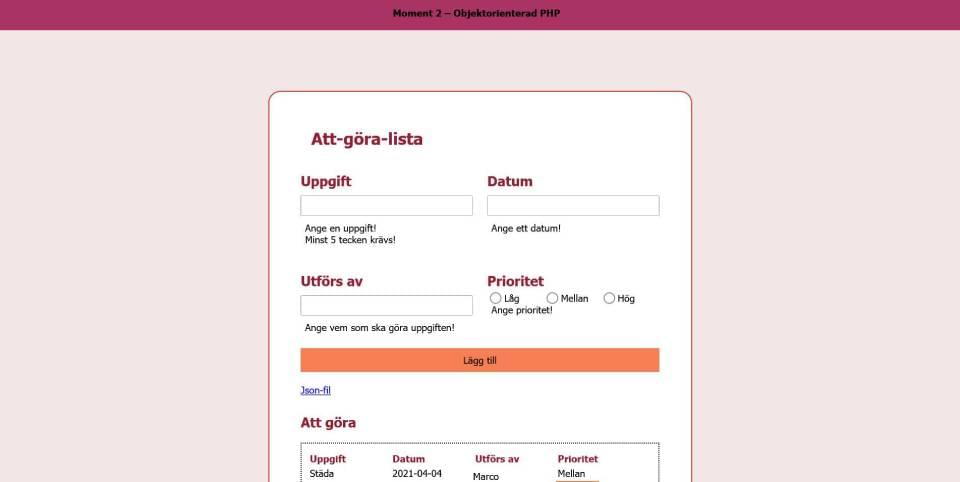 Moment 2 – Objektorienterad PHP
Att-göra-lista
Uppgift Datum
Ange en uppgift! Ange ett datum!
Minst 5 tecken krävs!
Utförs av Prioritet
Låg Mellan Hög
Ange prioritet!
Ange vem som ska göra uppgiften!
Lägg till
Json-fil
Att göra
Uppgift Datum Utförs av Prioritet
Städa 2021-04-04 Marco Mellan